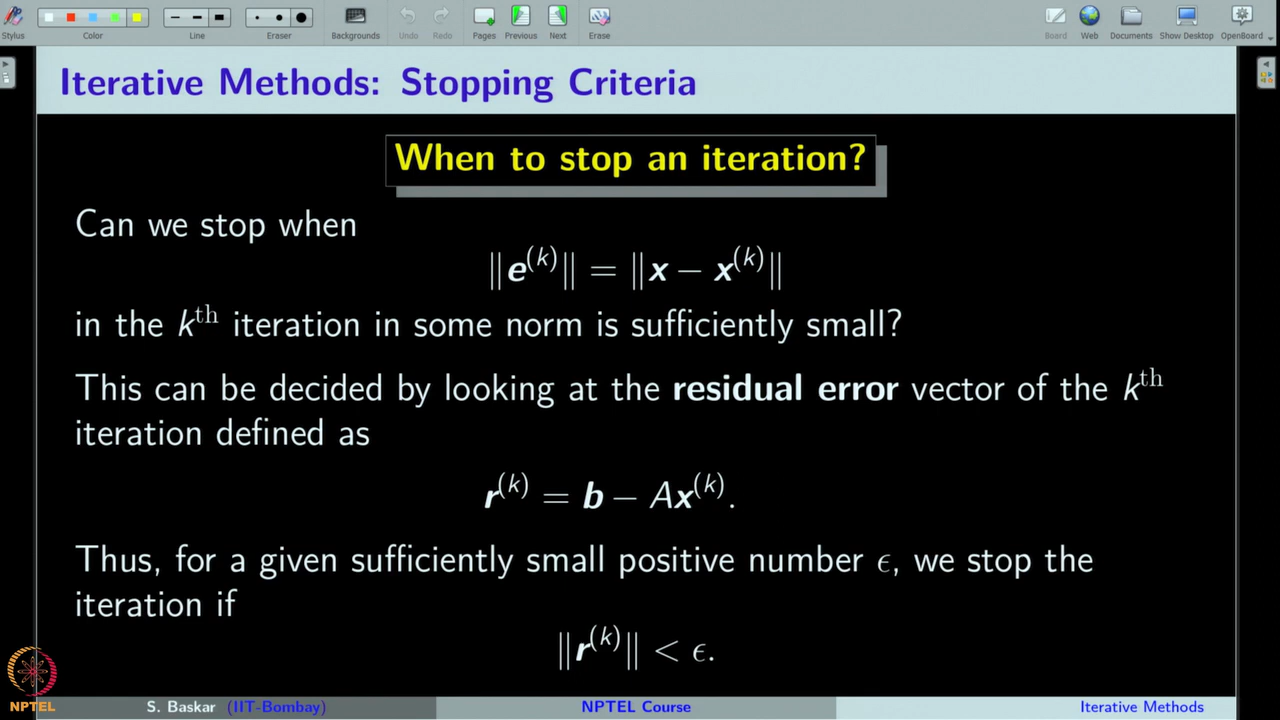 Stylus Color Line Eraser Backgrounds Undo Redo Pages Previous Next Erase Board Web Documents Show Desktop OpenBoard
Iterative Methods: Stopping Criteria
When to stop an iteration?
Can we stop when
‖e^(k)‖ = ‖x − x^(k)‖
in the k^th iteration in some norm is sufficiently small?
This can be decided by looking at the residual error vector of the k^th
iteration defined as
r^(k) = b − Ax^(k).
Thus, for a given sufficiently small positive number ϵ, we stop the
iteration if
‖r^(k)‖ < ϵ.
NPTEL
S. Baskar (IIT-Bombay) NPTEL Course Iterative Methods